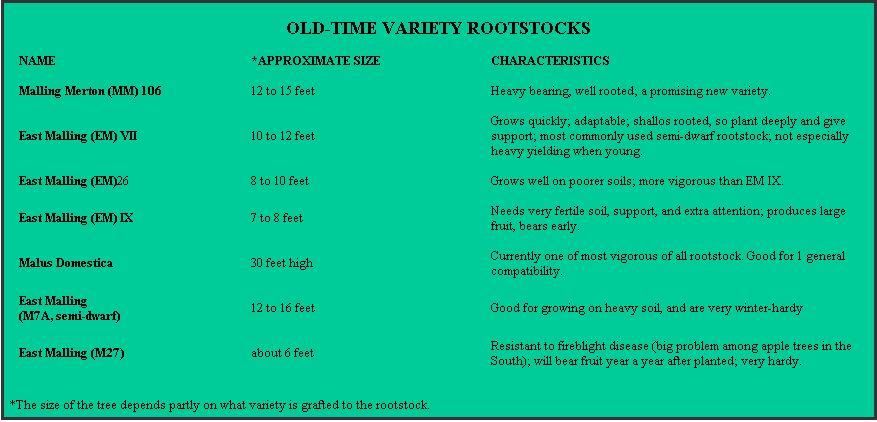 OLD-TIME VARIETY ROOTSTOCKS
NAME *APPROXIMATE SIZE CHARACTERISTICS
Malling Merton (MM) 106 12 to 15 feet Heavy bearing, well rooted; a promising new variety.
Grows quickly; adaptable; shallos rooted, so plant deeply and give
East Malling (EM) VII 10 to 12 feet support; most commonly used semi-dwarf rootstock; not especially
heavy yielding when young.
East Malling (EM)26 8 to 10 feet Grows well on poorer soils; more vigorous than EM IX.
Needs very fertile soil, support, and extra attention; produces large
East Malling (EM) IX 7 to 8 feet
fruit, bears early.
Currently one of most vigorous of all rootstock. Good for 1 general
Malus Domestica 30 feet high
compatibility.
East Malling
12 to 16 feet Good for growing on heavy soil, and are very winter-hardy
(M7A, semi-dwarf)
Resistant to fireblight disease (big problem among apple trees in the
East Malling (M27) about 6 feet
South); will bear fruit year a year after planted; very hardy.
*The size of the tree depends partly on what variety is grafted to the rootstock.